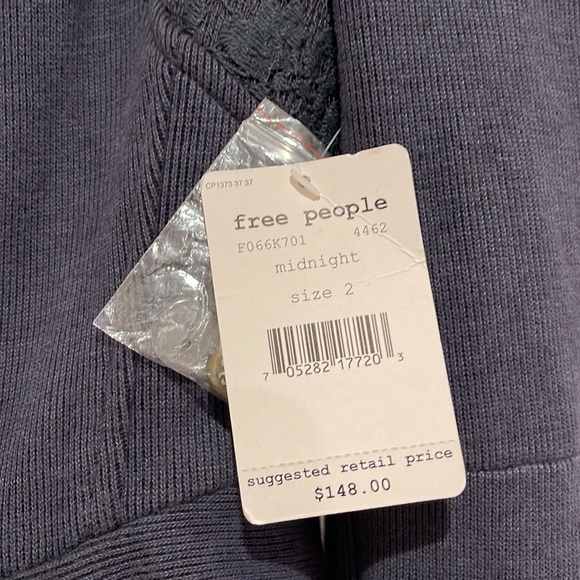 CP1373 37 37
free people
F066K701 4462
midnight
size 2
7 05282 17720 3
suggested retail price
$148.00